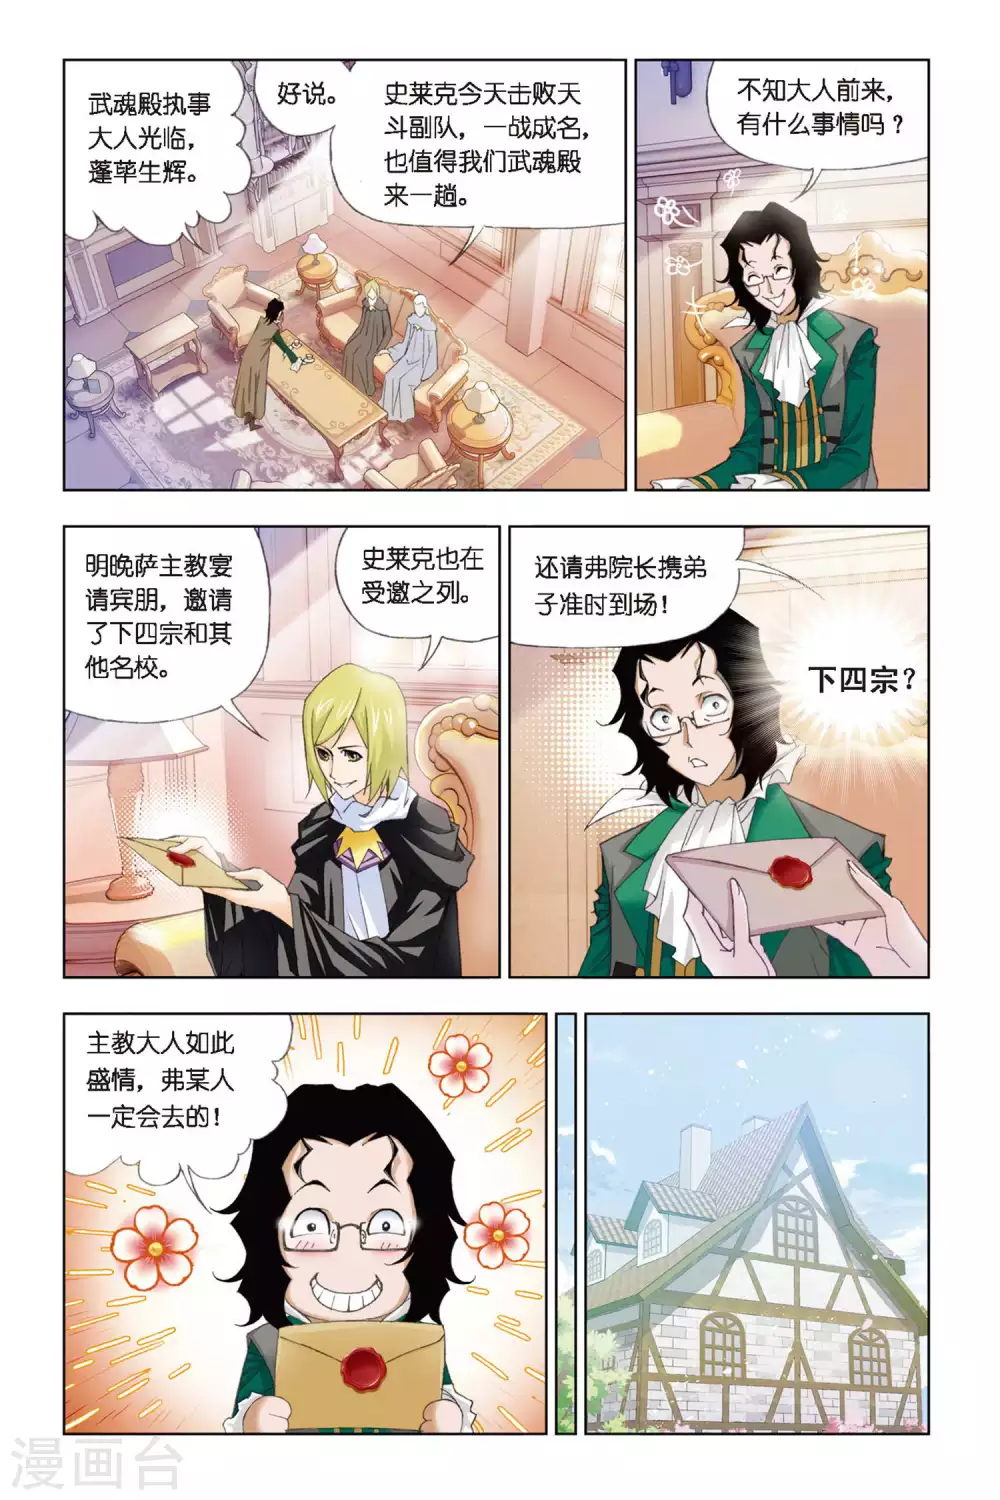 武魂殿执事
大人光临，
蓬荜生辉。
好说。
史莱克今天击败天
斗副队，一战成名，
也值得我们武魂殿
来一趟。
不知大人前来，
有什么事情吗？
明晚萨主教宴
请宾朋，邀请
了下四宗和其
他名校。
史莱克也在
受邀之列。
还请弗院长携弟
子准时到场！
下四宗？
主教大人如此
盛情，弗某人
一定会去的！
漫画台